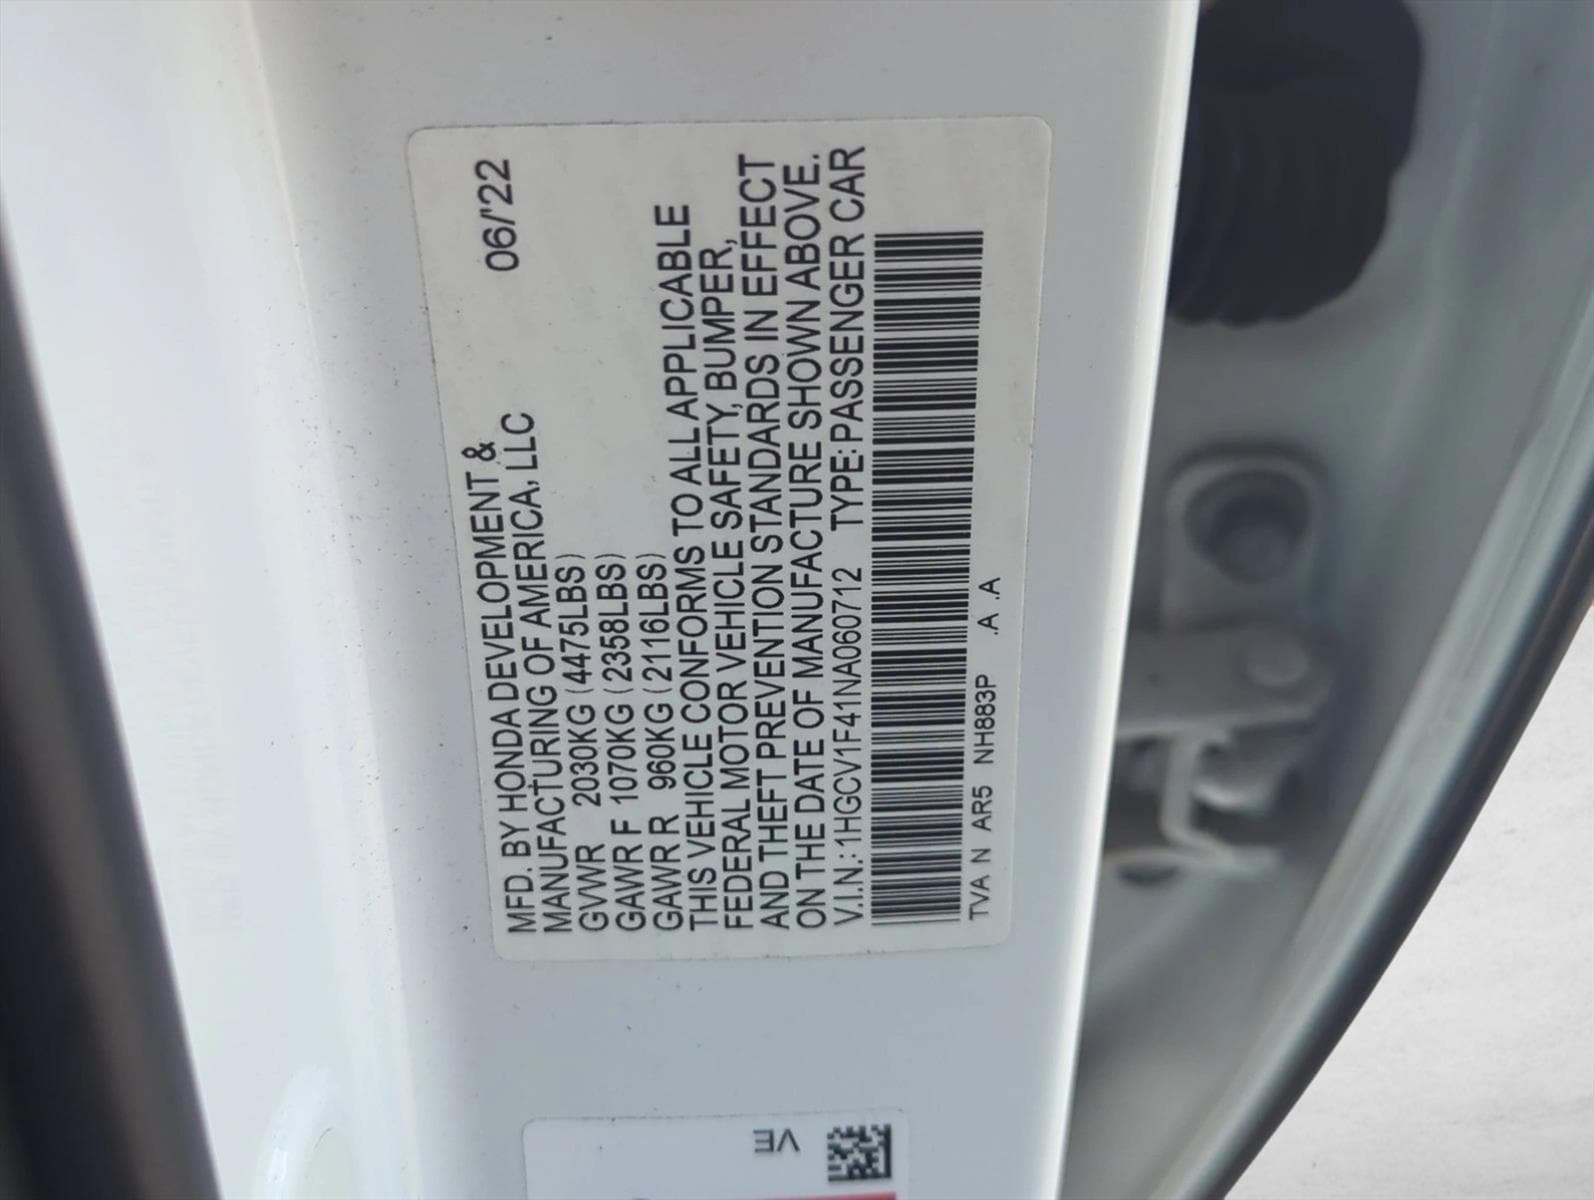 MFD. BY HONDA DEVELOPMENT & 06/'22
MANUFACTURING OF AMERICA, LLC
GVWR 2030KG (4475LBS)
GAWR F 1070KG (2358LBS)
GAWR R 960KG (2116LBS)
THIS VEHICLE CONFORMS TO ALL APPLICABLE
FEDERAL MOTOR VEHICLE SAFETY, BUMPER,
AND THEFT PREVENTION STANDARDS IN EFFECT
ON THE DATE OF MANUFACTURE SHOWN ABOVE.
V.I.N.: 1HGCV1F41NA060712 TYPE: PASSENGER CAR
TVA N AR5 NH883P .A .A
VE